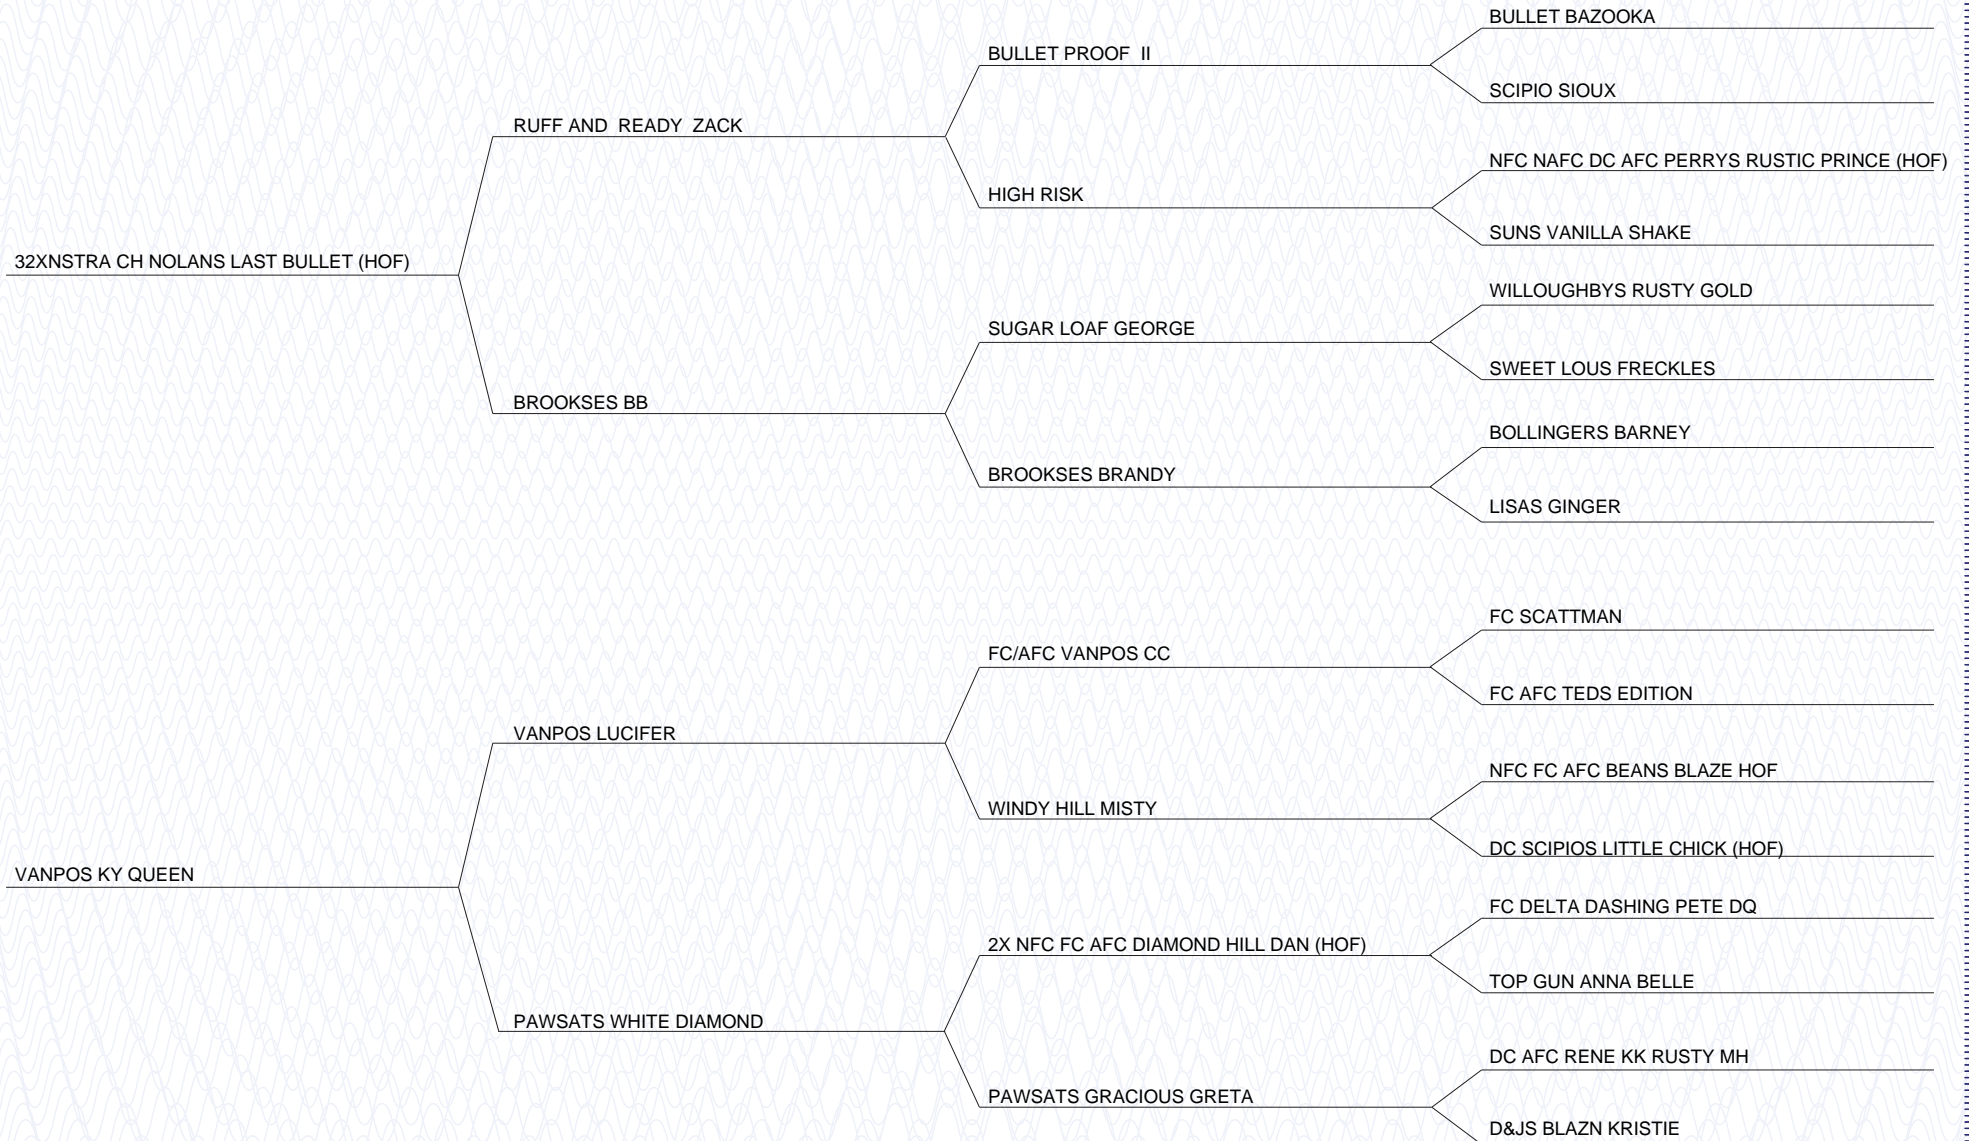 BULLET BAZOOKA
BULLET PROOF II
SCIPIO SIOUX
RUFF AND READY ZACK
NFC NAFC DC AFC PERRYS RUSTIC PRINCE (HOF)
HIGH RISK
SUNS VANILLA SHAKE
32XNSTRA CH NOLANS LAST BULLET (HOF)
WILLOUGHBYS RUSTY GOLD
SUGAR LOAF GEORGE
SWEET LOUS FRECKLES
BROOKSES BB
BOLLINGERS BARNEY
BROOKSES BRANDY
LISAS GINGER
FC SCATTMAN
FC/AFC VANPOS CC
FC AFC TEDS EDITION
VANPOS LUCIFER
NFC FC AFC BEANS BLAZE HOF
WINDY HILL MISTY
DC SCIPIOS LITTLE CHICK (HOF)
VANPOS KY QUEEN
FC DELTA DASHING PETE DQ
2X NFC FC AFC DIAMOND HILL DAN (HOF)
TOP GUN ANNA BELLE
PAWSATS WHITE DIAMOND
DC AFC RENE KK RUSTY MH
PAWSATS GRACIOUS GRETA
D&JS BLAZN KRISTIE